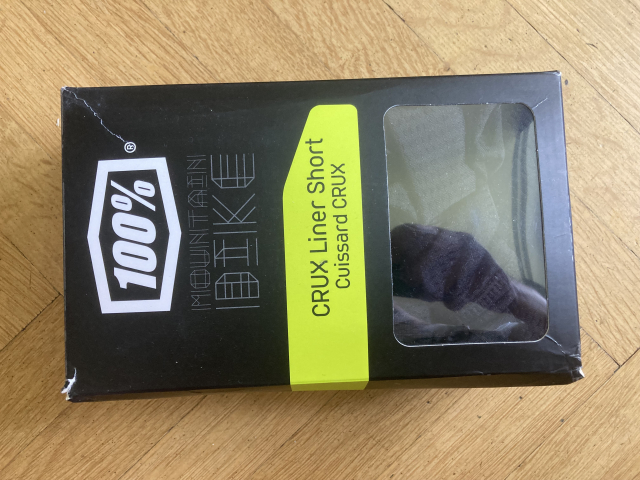 100%®
MOUNTAIN
BIKE
CRUX Liner Short
Cuissard CRUX